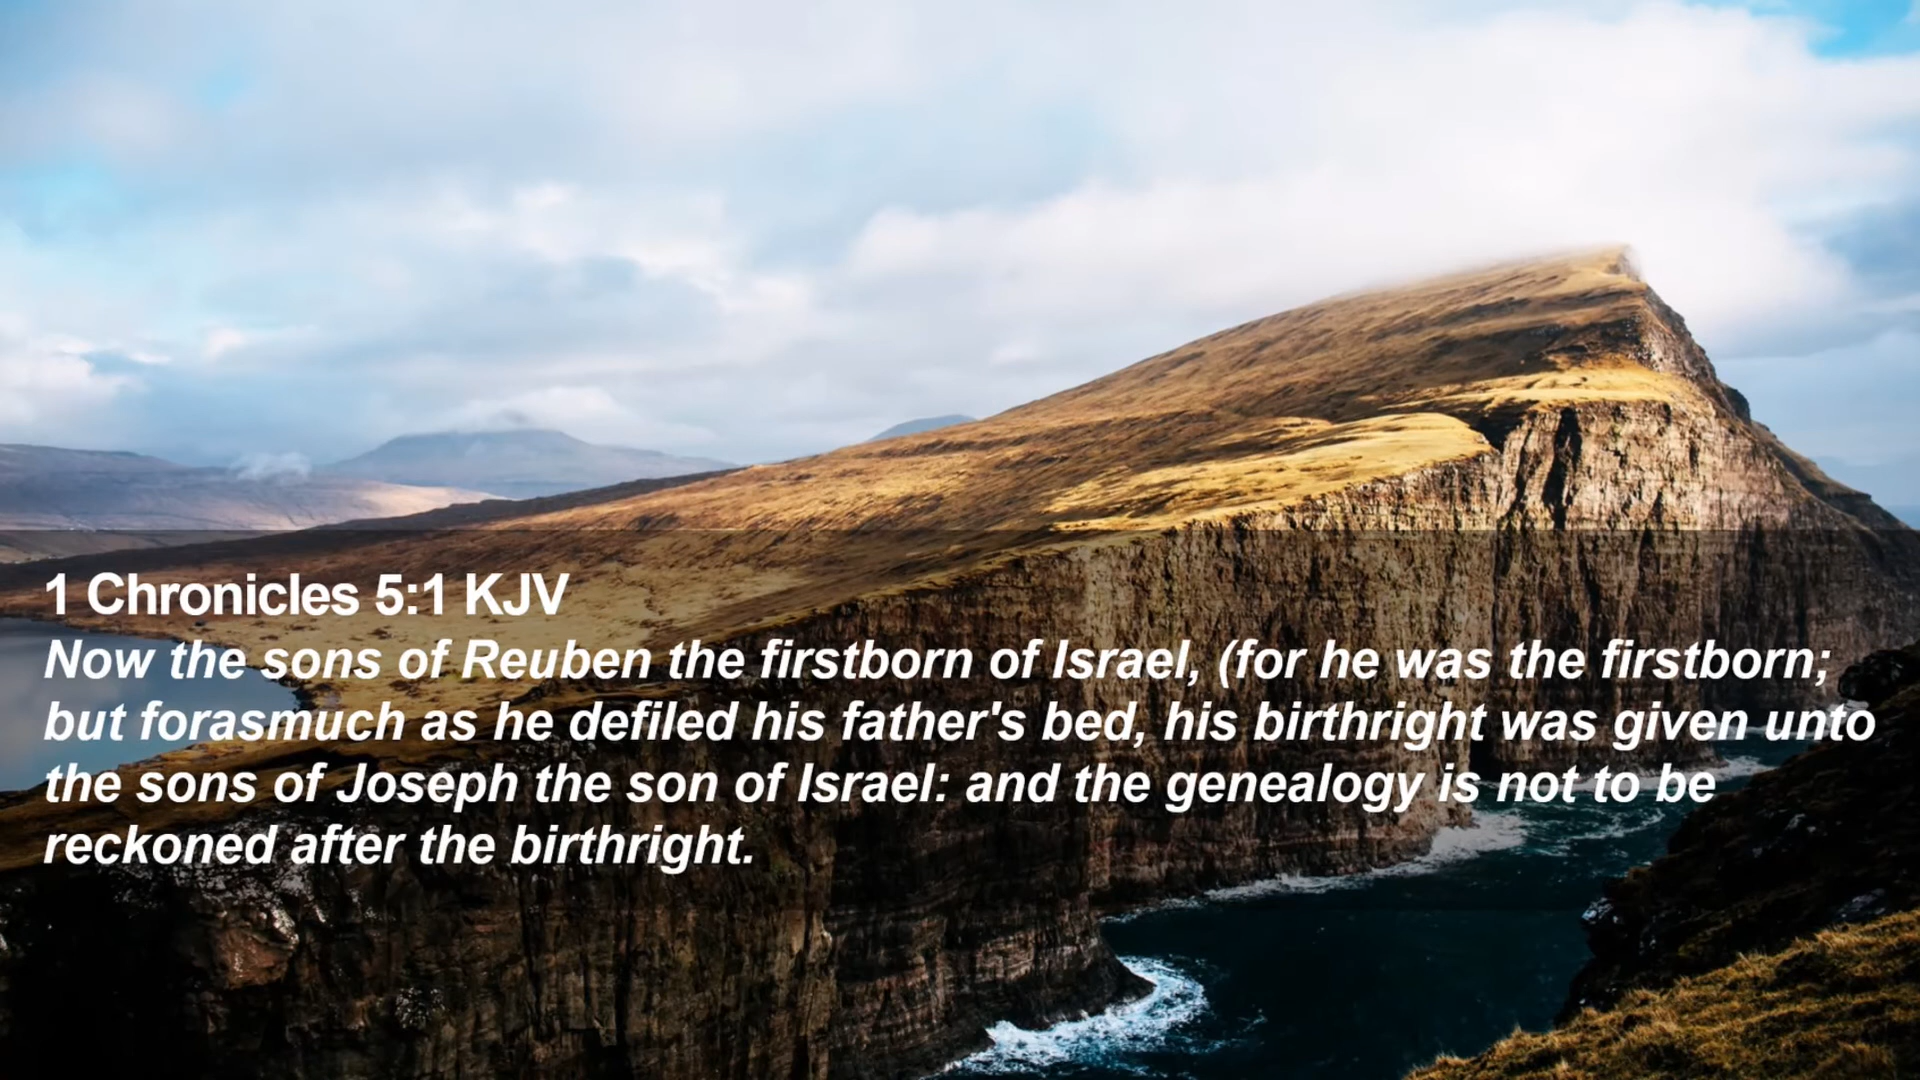 1 Chronicles 5:1 KJV
Now the sons of Reuben the firstborn of Israel, (for he was the firstborn;
but forasmuch as he defiled his father's bed, his birthright was given unto
the sons of Joseph the son of Israel: and the genealogy is not to be
reckoned after the birthright.